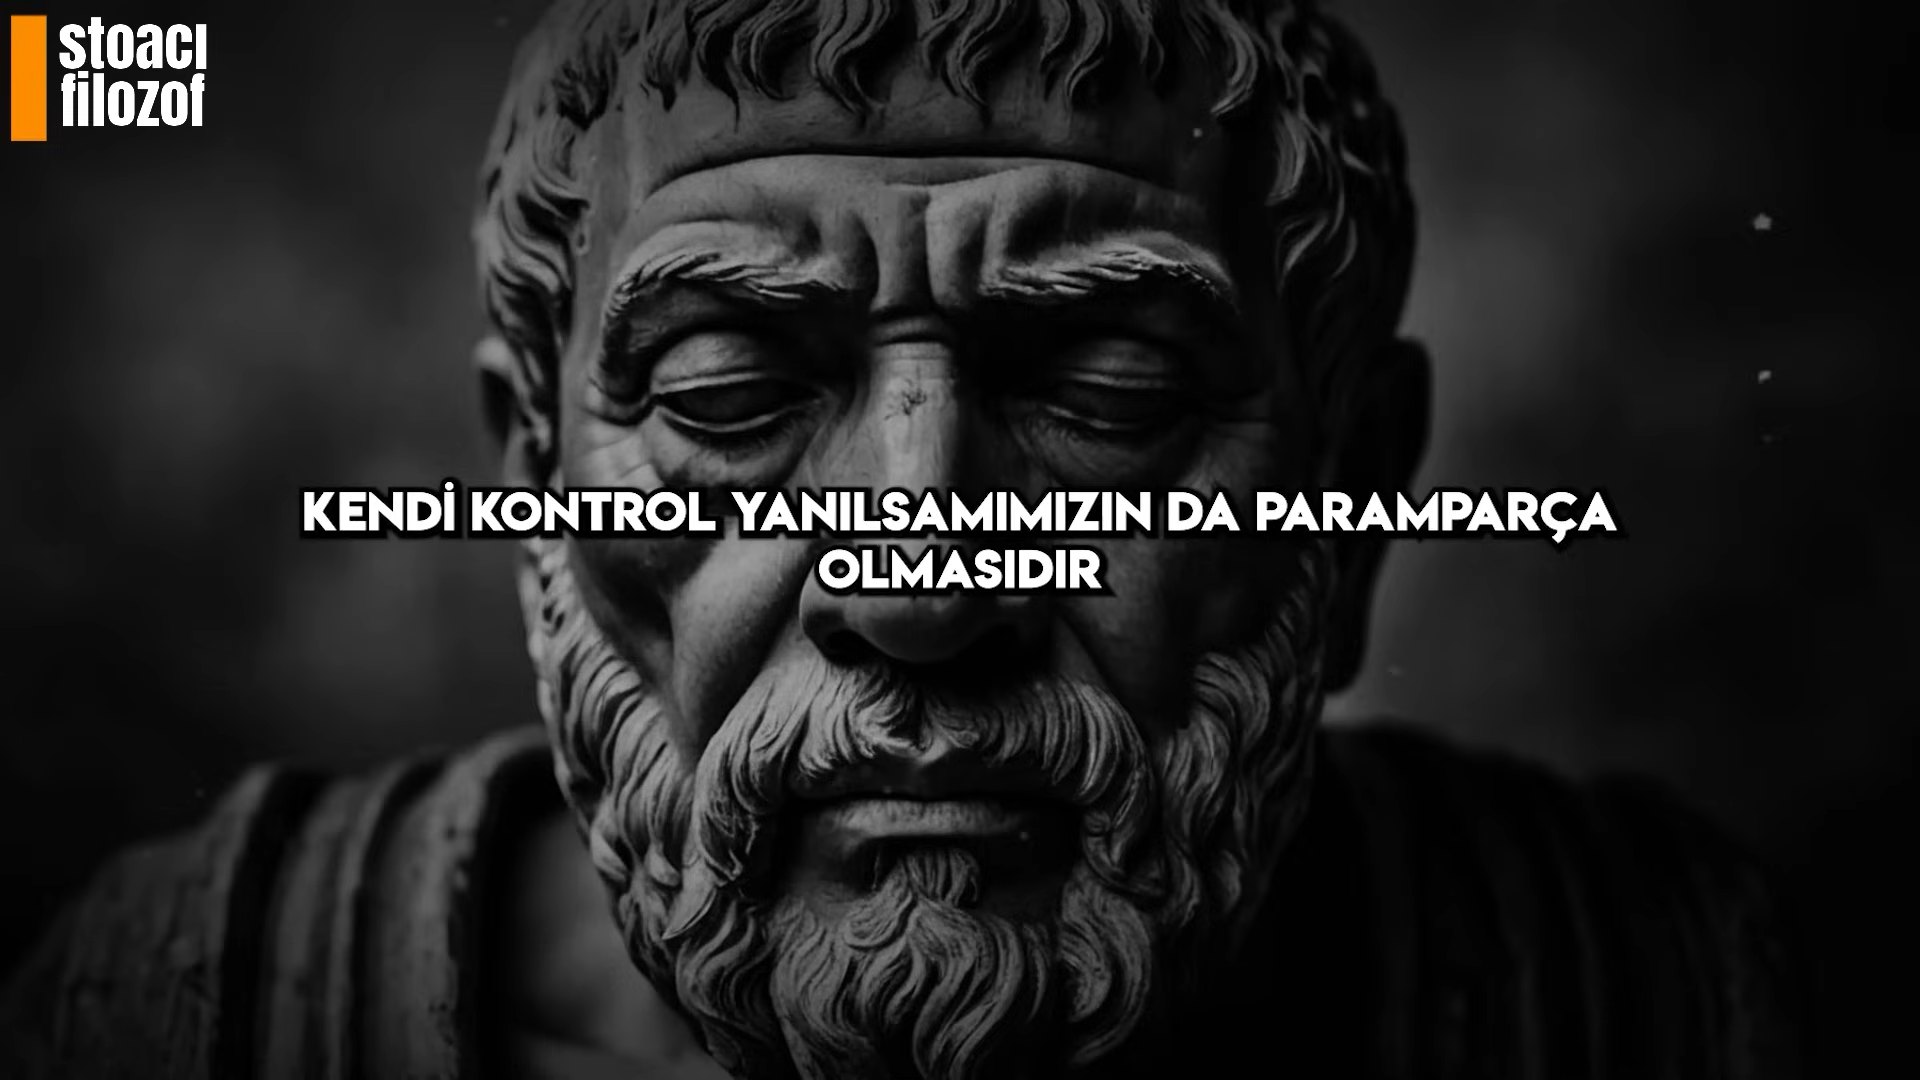 stoacı
filozof
KENDİ KONTROL YANILSAMIMIZIN DA PARAMPARÇA
OLMASIDIR